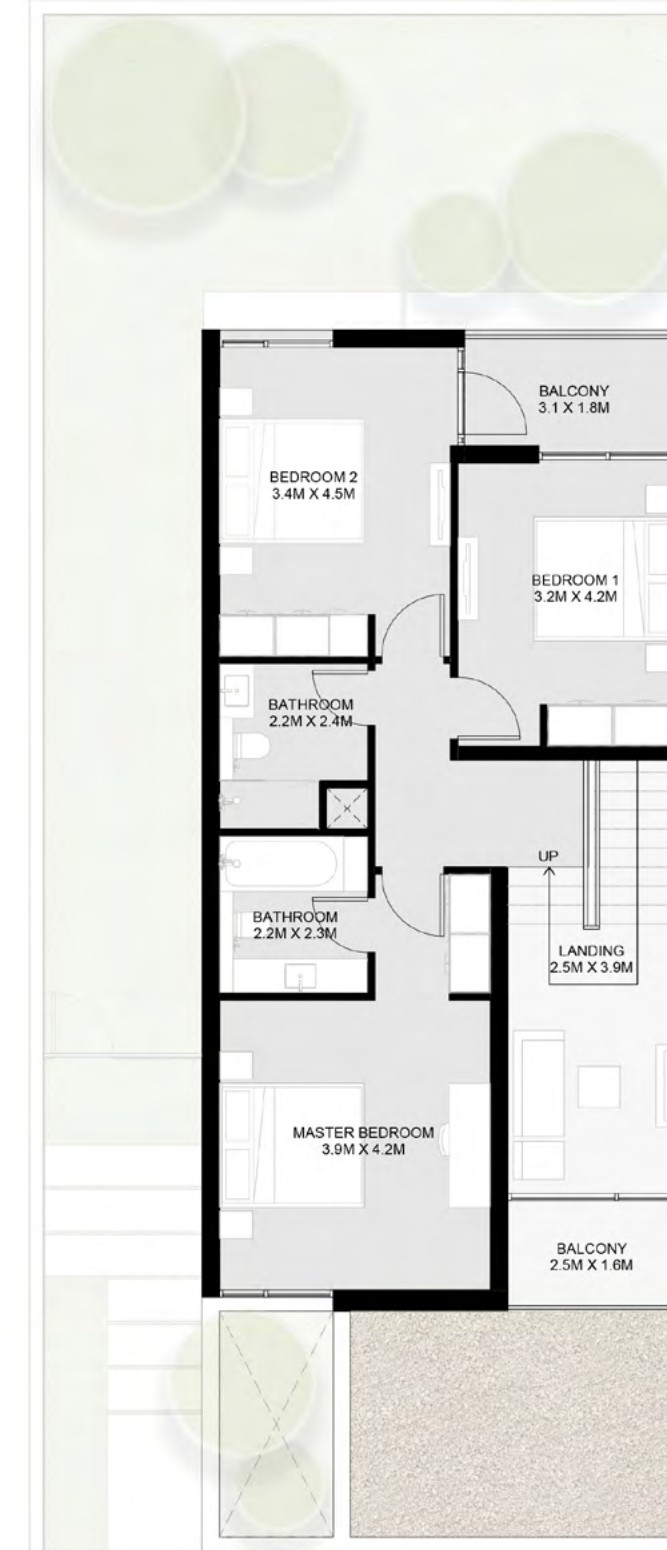 BALCONY
3.1 X 1.8M
BEDROOM 2
3.4M X 4.5M
BEDROOM 1
3.2M X 4.2M
BATHROOM
2.2M X 2.4M
UP
BATHROOM
2.2M X 2.3M
LANDING
2.5M X 3.9M
MASTER BEDROOM
3.9M X 4.2M
BALCONY
2.5M X 1.6M